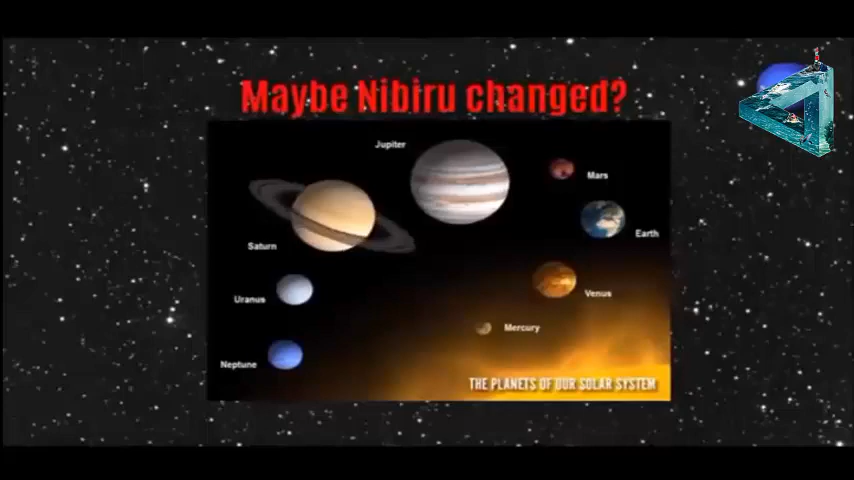 Maybe Nibiru changed?
Jupiter
Mars
Earth
Saturn
Venus
Uranus
Mercury
Neptune
THE PLANETS OF OUR SOLAR SYSTEM